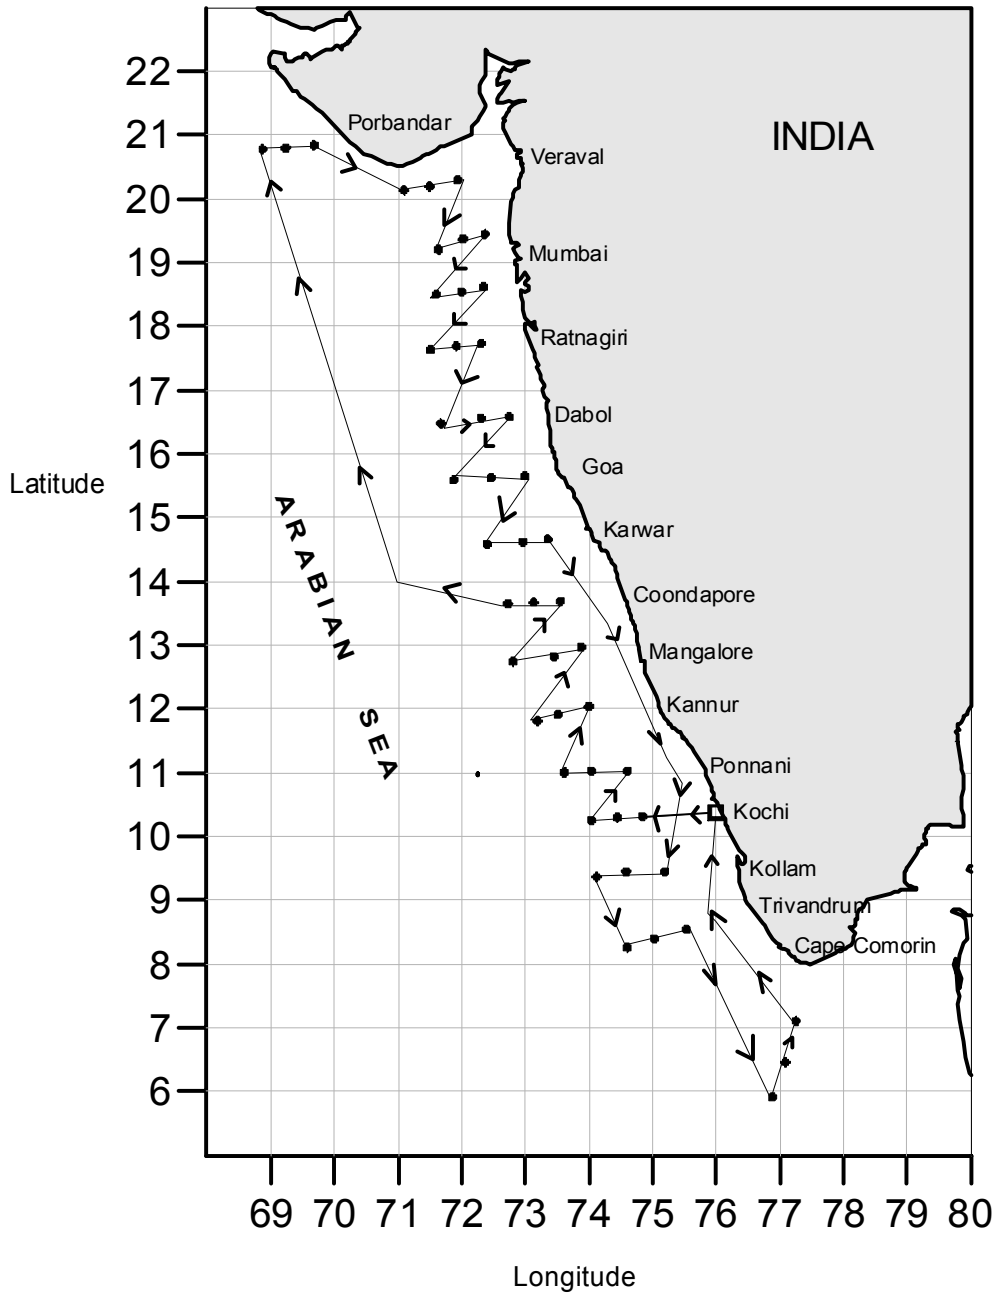 22
Porbandar
21
INDIA
Veraval
20
Mumbai
19
18
Ratnagiri
17
Dabol
16
Goa
Latitude
15
Karwar
ARABIAN SEA
14
Coondapore
13
Mangalore
12
Kannur
11
Ponnani
Kochi
10
Kollam
9
Trivandrum
Cape Comorin
8
7
6
69 70 71 72 73 74 75 76 77 78 79 80
Longitude